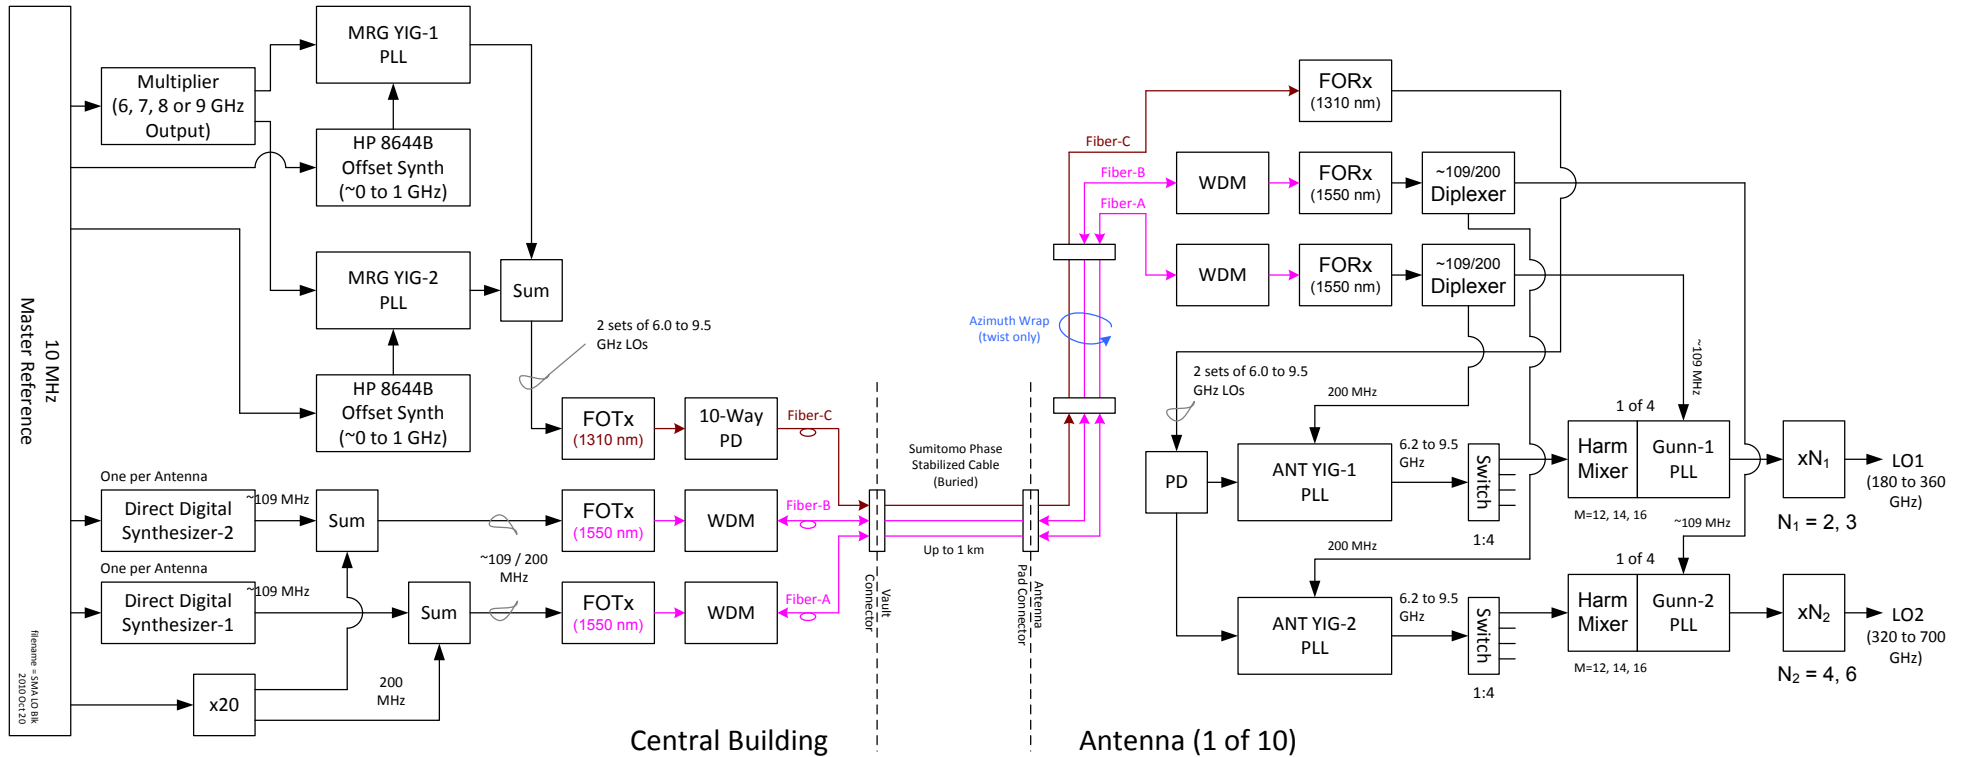 10 MHz
Master Reference
filename = SMA LO Blk
2010 Oct 20
Multiplier
(6, 7, 8 or 9 GHz
Output)
MRG YIG-1
PLL
HP 8644B
Offset Synth
(~0 to 1 GHz)
MRG YIG-2
PLL
HP 8644B
Offset Synth
(~0 to 1 GHz)
Sum
2 sets of 6.0 to 9.5
GHz LOs
One per Antenna
Direct Digital
Synthesizer-2
~109 MHz
Sum
One per Antenna
Direct Digital
Synthesizer-1
~109 MHz
Sum
x20
200
MHz
~109 / 200
MHz
FOTx
(1310 nm)
10-Way
PD
Fiber-C
FOTx
(1550 nm)
WDM
Fiber-B
FOTx
(1550 nm)
WDM
Fiber-A
Vault
Connector
Sumitomo Phase
Stabilized Cable
(Buried)
Up to 1 km
Antenna
Pad Connector
Central Building
Antenna (1 of 10)
Azimuth Wrap
(twist only)
Fiber-C
Fiber-B
Fiber-A
FORx
(1310 nm)
WDM
FORx
(1550 nm)
~109/200
Diplexer
WDM
FORx
(1550 nm)
~109/200
Diplexer
2 sets of 6.0 to 9.5
GHz LOs
PD
200 MHz
ANT YIG-1
PLL
6.2 to 9.5
GHz
Switch
1:4
~109 MHz
1 of 4
Harm
Mixer
Gunn-1
PLL
M=12, 14, 16
xN₁
N₁ = 2, 3
LO1
(180 to 360
GHz)
200 MHz
ANT YIG-2
PLL
6.2 to 9.5
GHz
Switch
1:4
~109 MHz
1 of 4
Harm
Mixer
Gunn-2
PLL
M=12, 14, 16
xN₂
N₂ = 4, 6
LO2
(320 to 700
GHz)